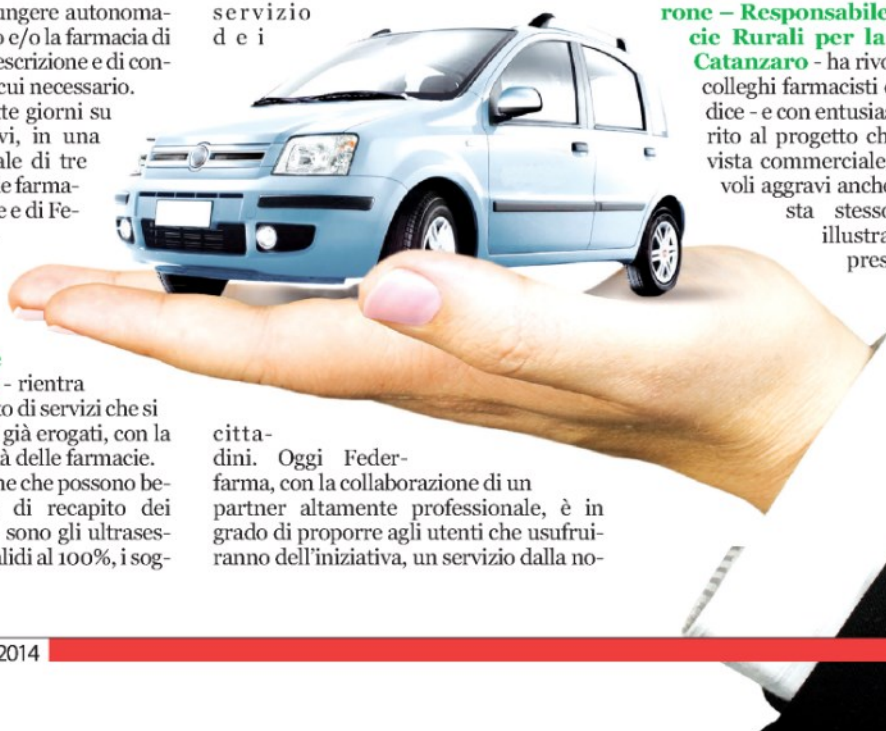 ungere autonoma-
o c/o la farmacia di
escrizione e di con-
cui necessario.
tte giorni su
vi, in una
ale di tre
e farma-
e e di Fe-
- rientra
o di servizi che si
già erogati, con la
à delle farmacie.
ne che possono be-
di recapito dei
sono gli ultrases-
alidi al 100%, i sog-
servizio
dei
citta-
dini. Oggi Feder-
farma, con la collaborazione di un
partner altamente professionale, è in
grado di proporre agli utenti che usufrui-
ranno dell'iniziativa, un servizio dalla no-
rone – Responsabile
cie Rurali per la
Catanzaro - ha rivo
colleghi farmacisti
dice - e con entusias
rito al progetto ch
vista commerciale
voli aggravi anche
sta stesso
illustra
pres
2014